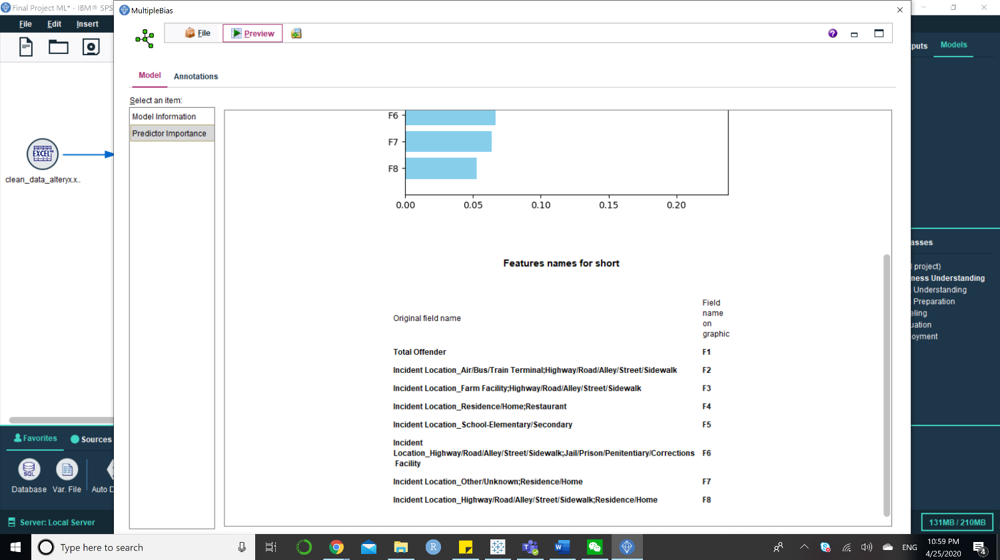 Final Project ML* - IBM® SPS
MultipleBias
File Edit Insert
File Preview
puts Models
Model Annotations
Select an item:
Model Information
Predictor Importance
EXCEL™
clean_data_alteryx.x..
F6
F7
F8
0.00 0.05 0.10 0.15 0.20
Features names for short
Original field name
Field
name
on
graphic
Total Offender F1
Incident Location_Air/Bus/Train Terminal;Highway/Road/Alley/Street/Sidewalk F2
Incident Location_Farm Facility;Highway/Road/Alley/Street/Sidewalk F3
Incident Location_Residence/Home;Restaurant F4
Incident Location_School-Elementary/Secondary F5
Incident
Location_Highway/Road/Alley/Street/Sidewalk;Jail/Prison/Penitentiary/Corrections F6
Facility
Incident Location_Other/Unknown;Residence/Home F7
Incident Location_Highway/Road/Alley/Street/Sidewalk;Residence/Home F8
asses
l project)
ness Understanding
Understanding
Preparation
eling
uation
oyment
Favorites Sources
SQL
Database Var. File Auto D
Server: Local Server
131MB / 210MB
Type here to search
R
T
W
ENG
10:59 PM
4/25/2020
4